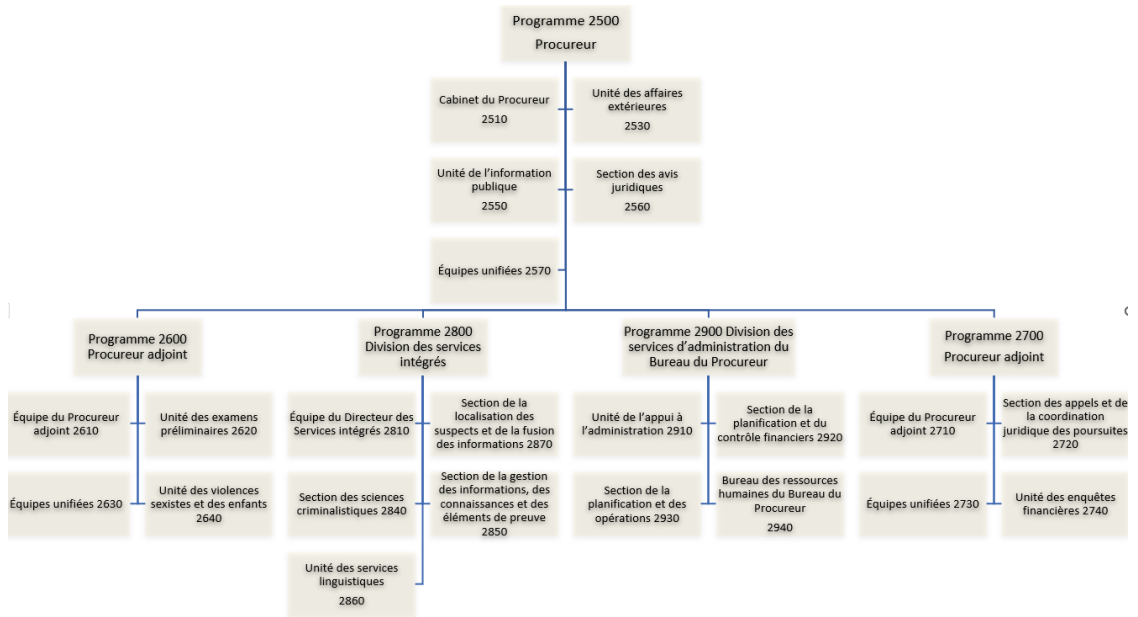 Programme 2500
Procureur
Cabinet du Procureur
2510
Unité des affaires
extérieures
2530
Unité de l'information
publique
2550
Section des avis
juridiques
2560
Équipes unifiées 2570
Programme 2600
Procureur adjoint
Programme 2800
Division des services
intégrés
Programme 2900 Division des
services d'administration du
Bureau du Procureur
Programme 2700
Procureur adjoint
Équipe du Procureur
adjoint 2610
Unité des examens
préliminaires 2620
Équipes unifiées 2630
Unité des violences
sexistes et des enfants
2640
Équipe du Directeur des
Services intégrés 2810
Section de la
localisation des
suspects et de la fusion
des informations 2870
Section des sciences
criminalistiques 2840
Section de la gestion
des informations, des
connaissances et des
éléments de preuve
2850
Unité des services
linguistiques
2860
Unité de l'appui à
l'administration 2910
Section de la
planification et du
contrôle financiers 2920
Section de la
planification et des
opérations 2930
Bureau des ressources
humaines du Bureau du
Procureur
2940
Équipe du Procureur
adjoint 2710
Section des appels et de
la coordination
juridique des poursuites
2720
Équipes unifiées 2730
Unité des enquêtes
financières 2740